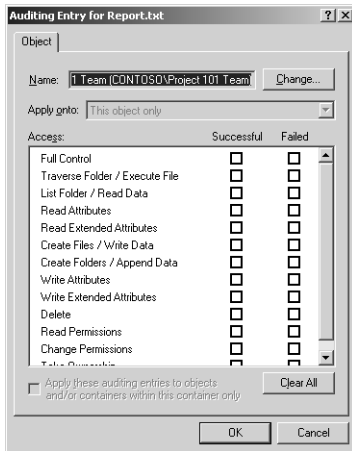 Auditing Entry for Report.txt
Object
Name: 1 Team (CONTOSO\Project 101 Team) Change...
Apply onto: This object only
Access: Successful Failed
Full Control
Traverse Folder / Execute File
List Folder / Read Data
Read Attributes
Read Extended Attributes
Create Files / Write Data
Create Folders / Append Data
Write Attributes
Write Extended Attributes
Delete
Read Permissions
Change Permissions
Take Ownership
Apply these auditing entries to objects
and/or containers within this container only
Clear All
OK Cancel